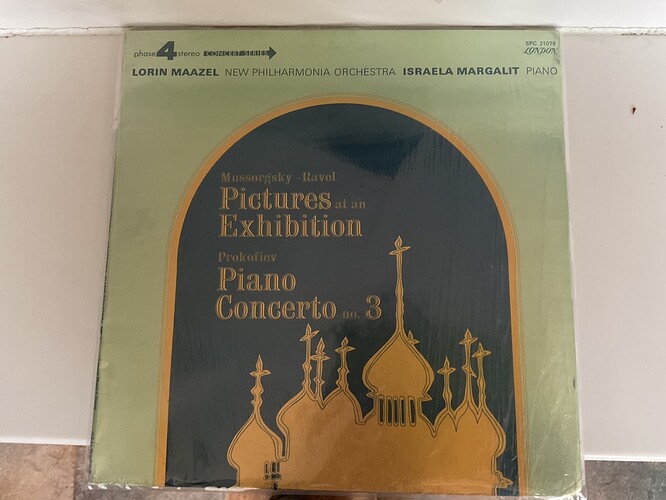 phase 4 stereo CONCERT SERIES
SPC 21079
LONDON
LORIN MAAZEL NEW PHILHARMONIA ORCHESTRA ISRAELA MARGALIT PIANO
Mussorgsky - Ravel
Pictures at an
Exhibition
Prokofiev
Piano
Concerto no. 3